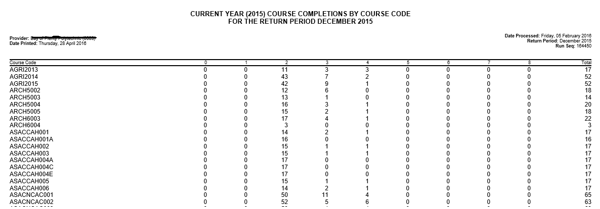 CURRENT YEAR (2015) COURSE COMPLETIONS BY COURSE CODE
FOR THE RETURN PERIOD DECEMBER 2015
Provider:
Date Printed: Thursday, 28 April 2016
Date Processed: Friday, 05 February 2016
Return Period: December 2015
Run Seq: 164460
Course Code 0 1 2 3 4 5 6 7 8 Total
AGRI2013 0 0 11 3 3 0 0 0 0 17
AGRI2014 0 0 43 7 2 0 0 0 0 52
AGRI2015 0 0 42 9 1 0 0 0 0 52
ARCH5002 0 0 12 6 0 0 0 0 0 18
ARCH5003 0 0 13 1 0 0 0 0 0 14
ARCH5004 0 0 16 3 1 0 0 0 0 20
ARCH5005 0 0 15 2 1 0 0 0 0 18
ARCH6003 0 0 17 4 1 0 0 0 0 22
ARCH6004 0 0 3 0 0 0 0 0 0 3
ASACCAH001 0 0 14 2 1 0 0 0 0 17
ASACCAH001A 0 0 16 0 0 0 0 0 0 16
ASACCAH002 0 0 15 1 1 0 0 0 0 17
ASACCAH003 0 0 15 1 1 0 0 0 0 17
ASACCAH004A 0 0 17 0 0 0 0 0 0 17
ASACCAH004C 0 0 17 0 0 0 0 0 0 17
ASACCAH004E 0 0 17 0 0 0 0 0 0 17
ASACCAH005 0 0 15 1 1 0 0 0 0 17
ASACCAH006 0 0 14 2 1 0 0 0 0 17
ASACNCAC001 0 0 50 11 4 0 0 0 0 65
ASACNCAC002 0 0 52 5 6 0 0 0 0 63